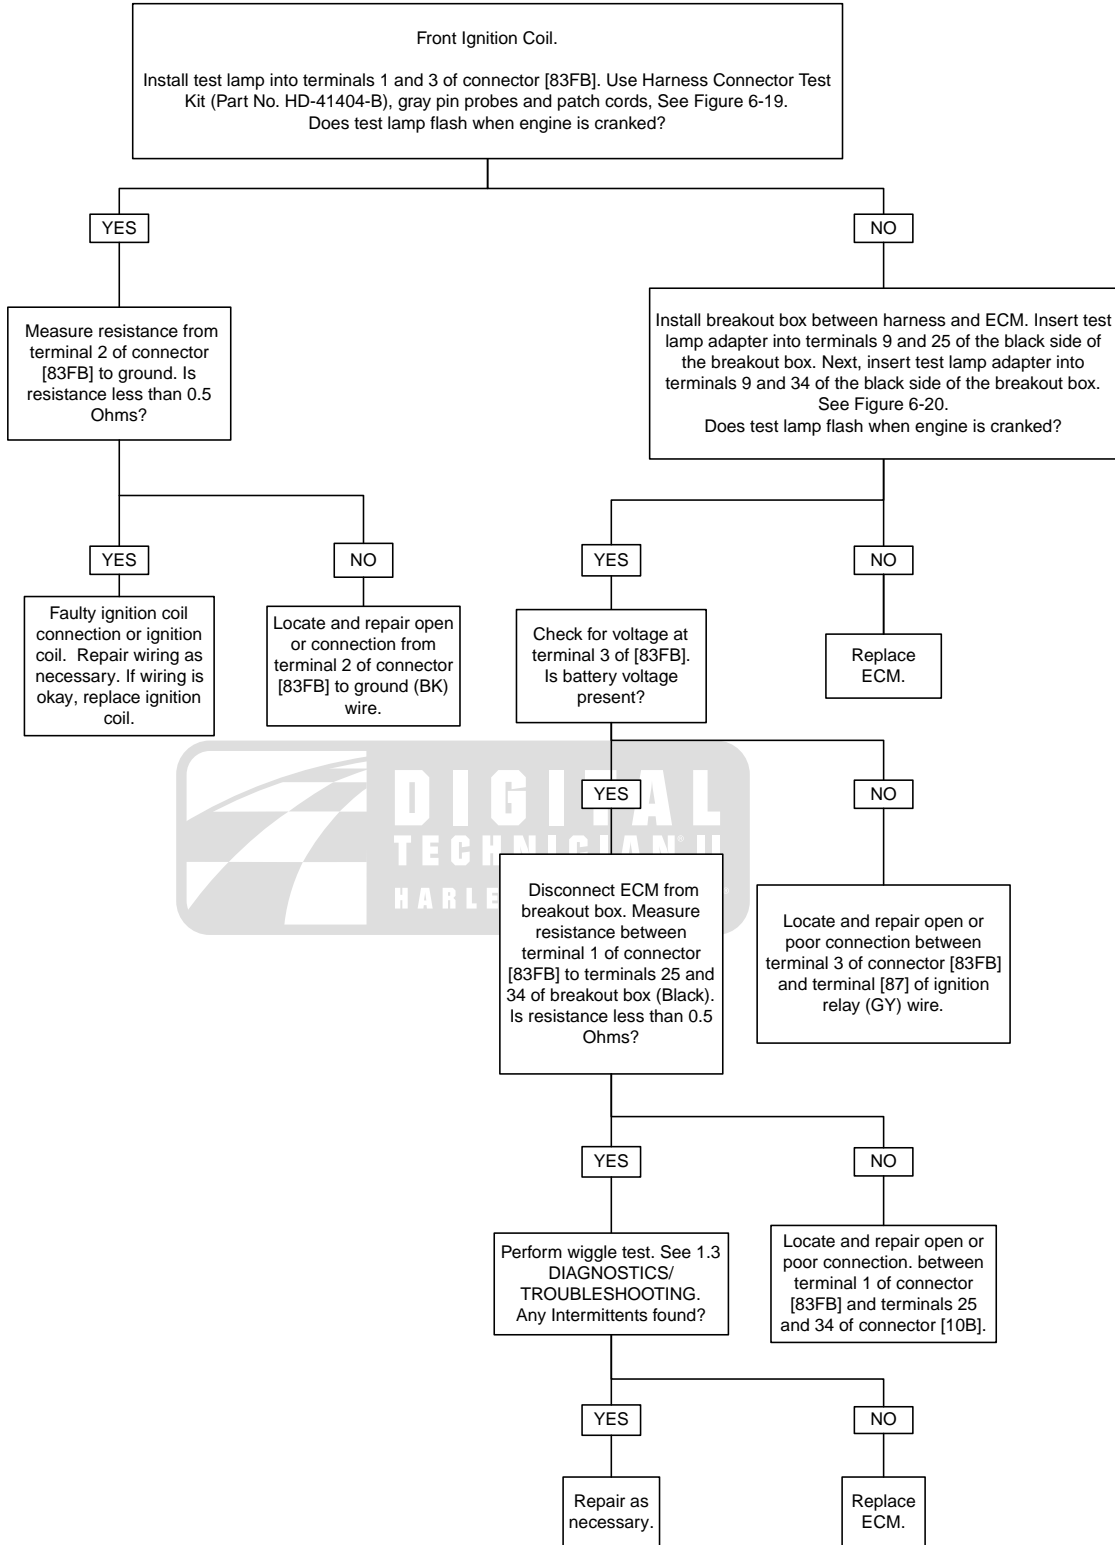 Front Ignition Coil.
Install test lamp into terminals 1 and 3 of connector [83FB]. Use Harness Connector Test
Kit (Part No. HD-41404-B), gray pin probes and patch cords, See Figure 6-19.
Does test lamp flash when engine is cranked?
YES
NO
Measure resistance from
terminal 2 of connector
[83FB] to ground. Is
resistance less than 0.5
Ohms?
Install breakout box between harness and ECM. Insert test
lamp adapter into terminals 9 and 25 of the black side of
the breakout box. Next, insert test lamp adapter into
terminals 9 and 34 of the black side of the breakout box.
See Figure 6-20.
Does test lamp flash when engine is cranked?
YES
NO
YES
NO
Faulty ignition coil
connection or ignition
coil.  Repair wiring as
necessary. If wiring is
okay, replace ignition
coil.
Locate and repair open
or connection from
terminal 2 of connector
[83FB] to ground (BK)
wire.
Check for voltage at
terminal 3 of [83FB].
Is battery voltage
present?
Replace
ECM.
DIGITAL
TECHNICIAN II
YES
NO
Disconnect ECM from
breakout box. Measure
resistance between
terminal 1 of connector
[83FB] to terminals 25 and
34 of breakout box (Black).
Is resistance less than 0.5
Ohms?
Locate and repair open or
poor connection between
terminal 3 of connector [83FB]
and terminal [87] of ignition
relay (GY) wire.
YES
NO
Perform wiggle test. See 1.3
DIAGNOSTICS/
TROUBLESHOOTING.
Any Intermittents found?
Locate and repair open or
poor connection. between
terminal 1 of connector
[83FB] and terminals 25
and 34 of connector [10B].
YES
NO
Repair as
necessary.
Replace
ECM.